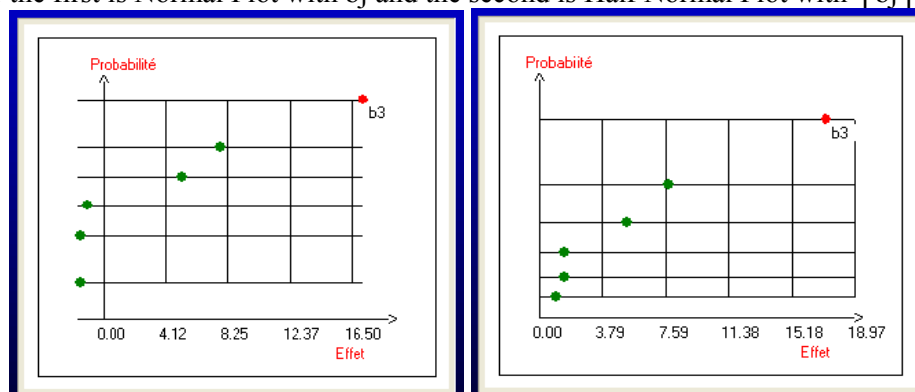 the first is Normal Plot with bj and the second is Half Normal Plot with |bj|
Probabilité
b3
0.00 4.12 8.25 12.37 16.50
Effet
Probabiité
b3
0.00 3.79 7.59 11.38 15.18 18.97
Effet